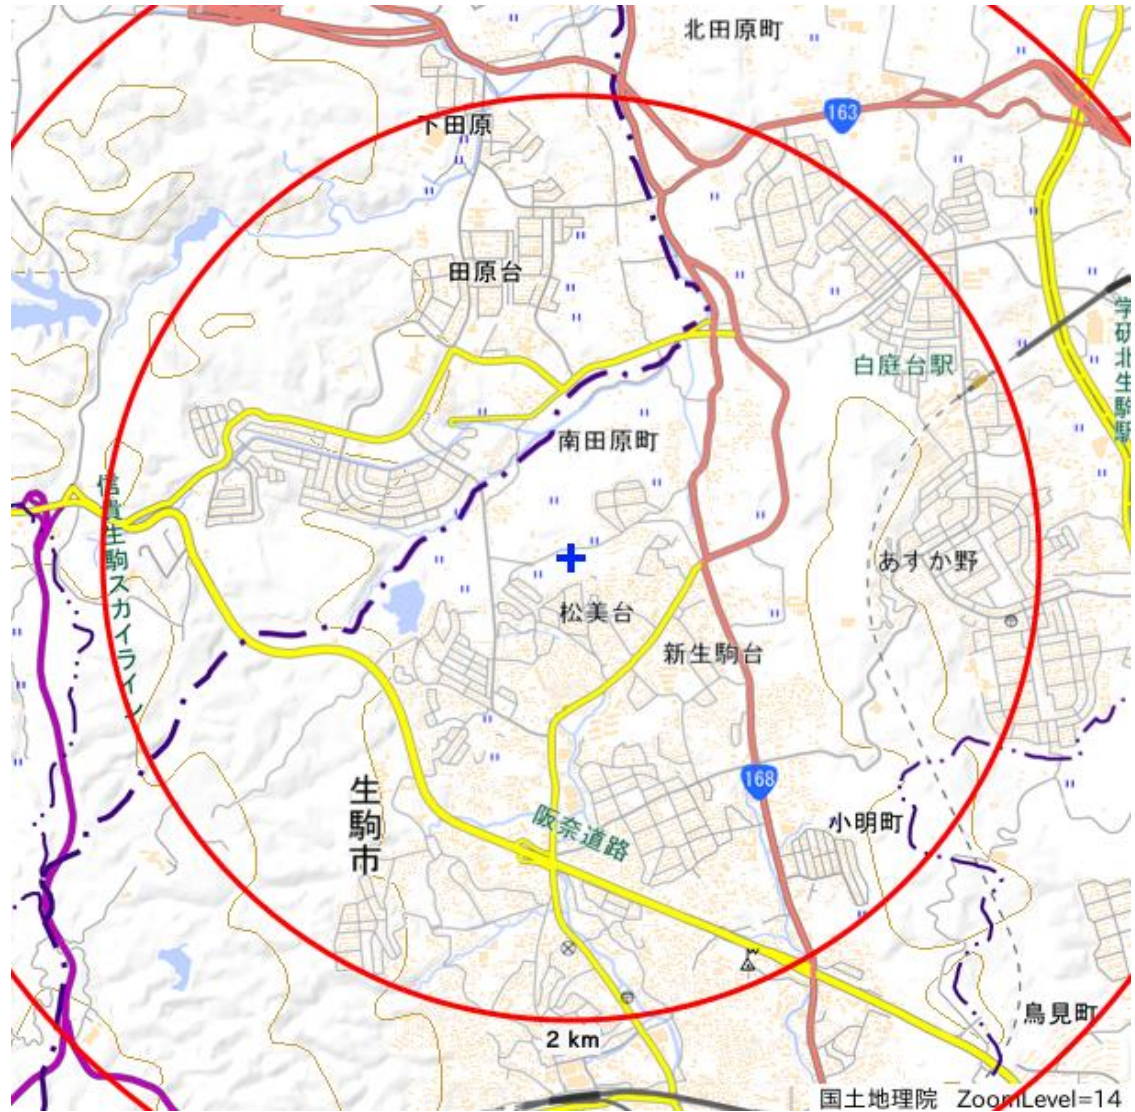 北田原町
163
下田原
田原台
学研北生駒駅
白庭台駅
南田原町
信貴生駒スカイライン
あすか野
松美台
新生駒台
168
生駒市
阪奈道路
小明町
鳥見町
2 km
国土地理院 ZoomLevel=14